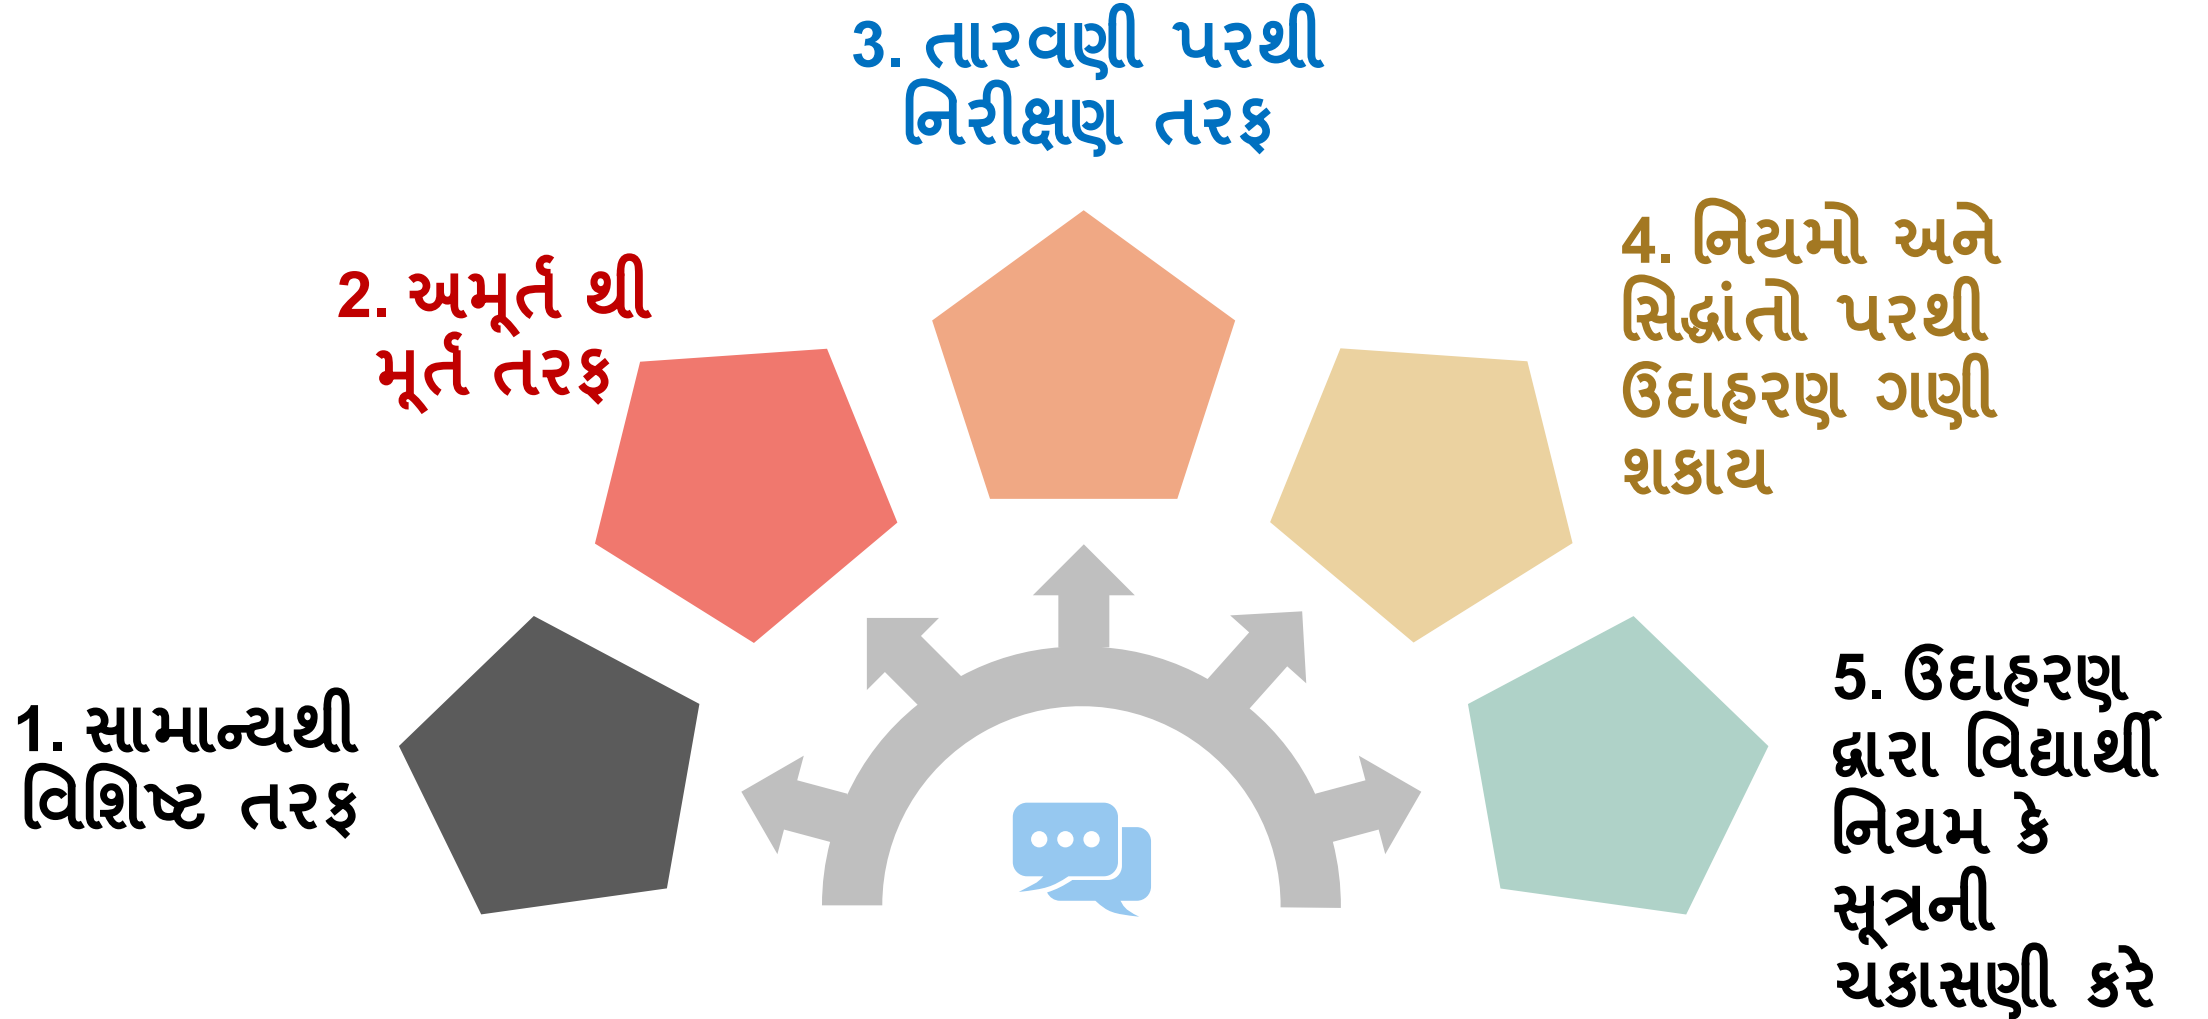 1. સામાન્યથી
વિશિષ્ટ તરફ
2. અમૂર્ત થી
મૂર્ત તરફ
3. તારવણી પરથી
નિરીક્ષણ તરફ
4. નિયમો અને
સિદ્ધાંતો પરથી
ઉદાહરણ ગણી
શકાય
5. ઉદાહરણ
દ્વારા વિદ્યાર્થી
નિયમ કે
સૂત્રની
ચકાસણી કરે